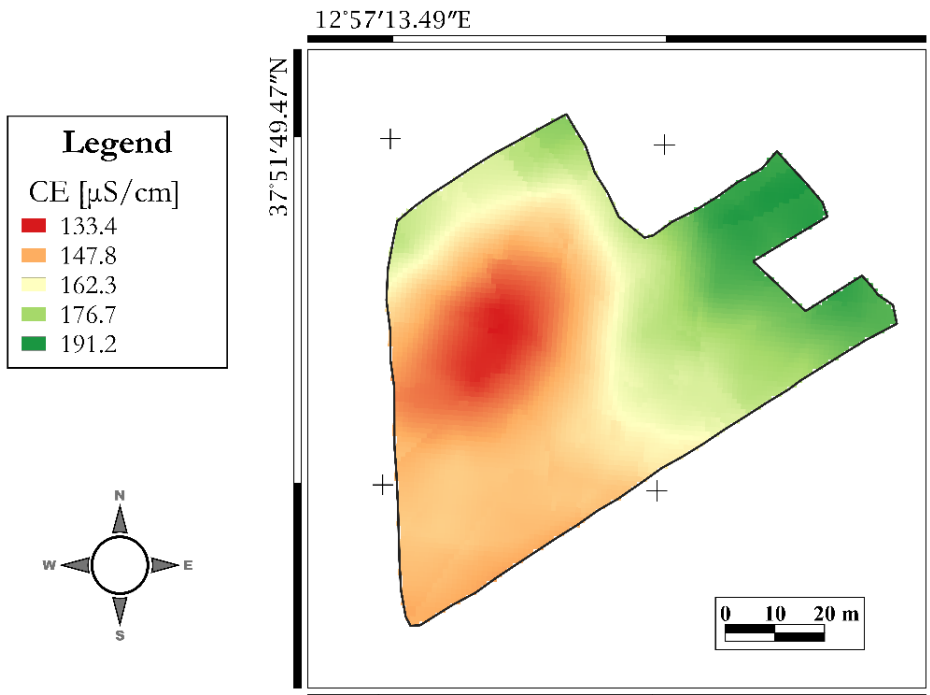 12°57′13.49″E
37°51′49.47″N
Legend
CE [µS/cm]
133.4
147.8
162.3
176.7
191.2
N
W E
S
0 10 20 m